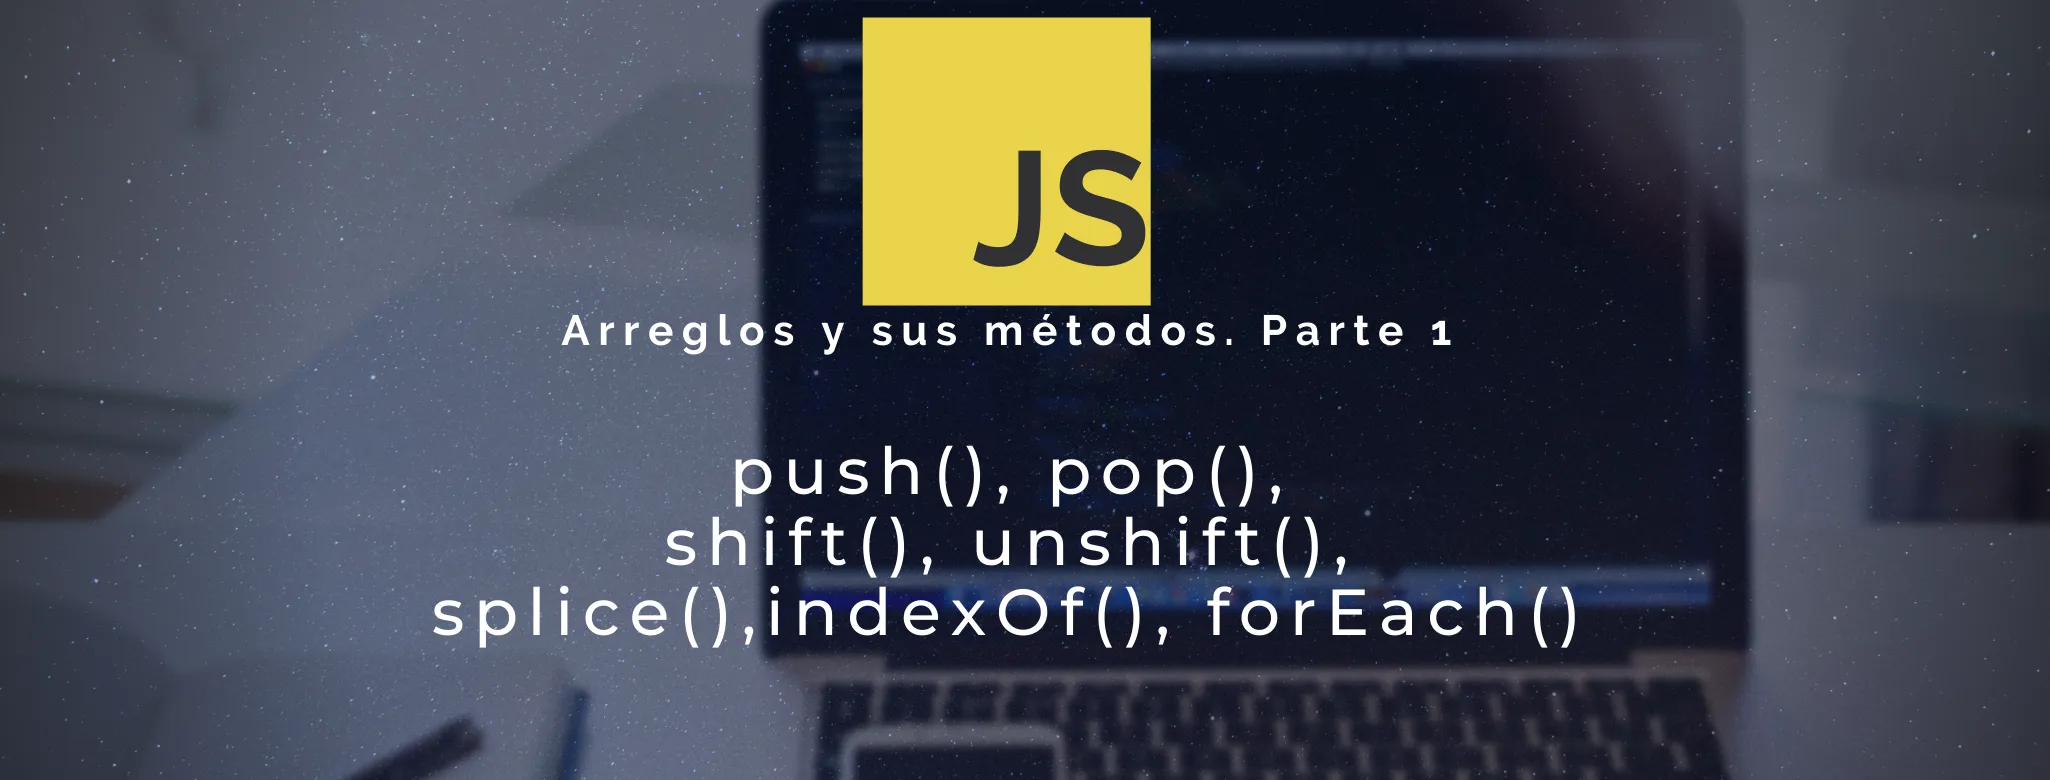 JS
Arreglos y sus métodos. Parte 1
push(), pop(),
shift(), unshift(),
splice(),indexOf(), forEach()